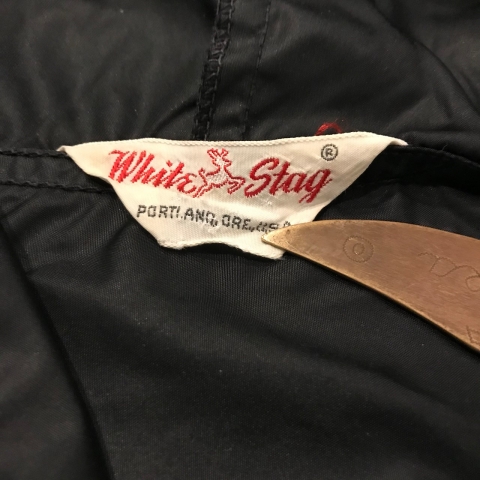 White Stag ®
PORTLAND, ORE., U.S.A.